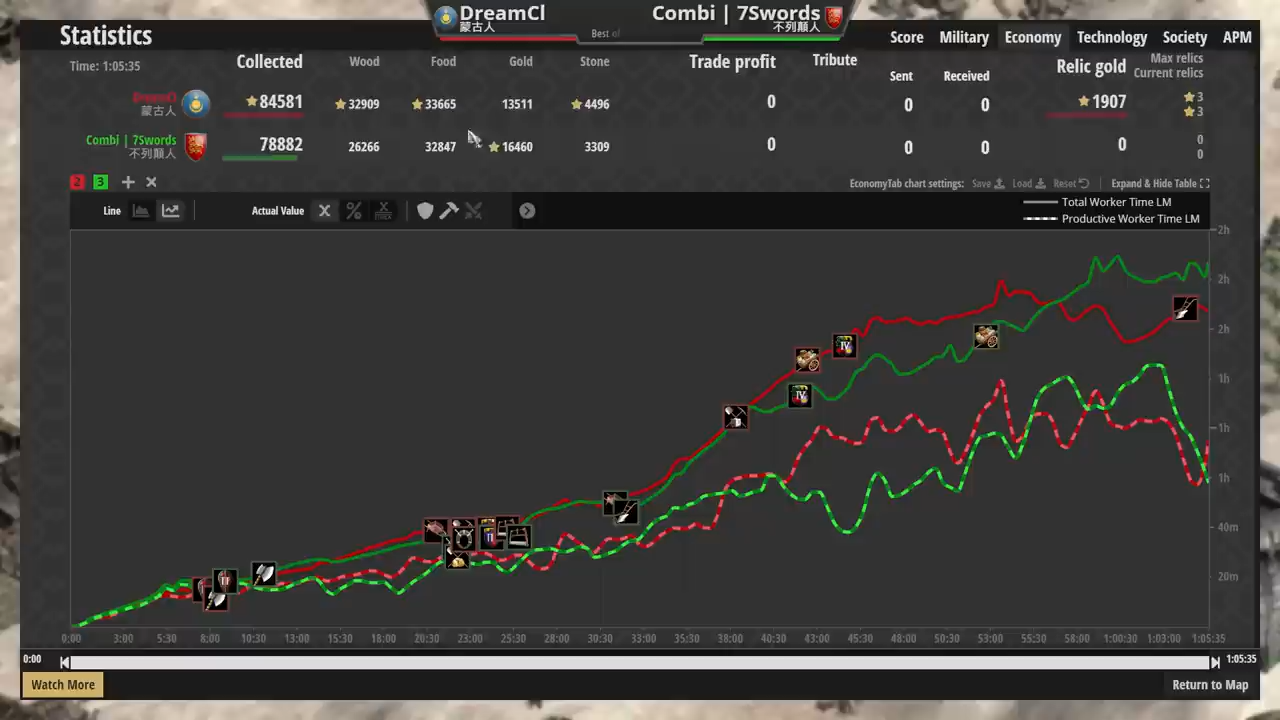 DreamCl
蒙古人
Combi | 7Swords
不列顛人
Best of
Statistics
Score Military Economy Technology Society APM
Time: 1:05:35
Collected Wood Food Gold Stone Trade profit Tribute Sent Received Relic gold Max relics
Current relics
DreamCl
蒙古人
84581 32909 33665 13511 4496 0 0 0 1907 3
3
Combi | 7Swords
不列顛人
78882 26266 32847 16460 3309 0 0 0 0 0
0
2 3
EconomyTab chart settings: Save Load Reset Expand & Hide Table
Line Actual Value
Total Worker Time LM
Productive Worker Time LM
2h
2h
2h
1h
1h
1h
40m
20m
IV
IV
II
II
0:00 3:00 5:30 8:00 10:30 13:00 15:30 18:00 20:30 23:00 25:30 28:00 30:30 33:00 35:30 38:00 40:30 43:00 45:30 48:00 50:30 53:00 55:30 58:00 1:00:30 1:03:00 1:05:35
0:00 1:05:35
Watch More Return to Map